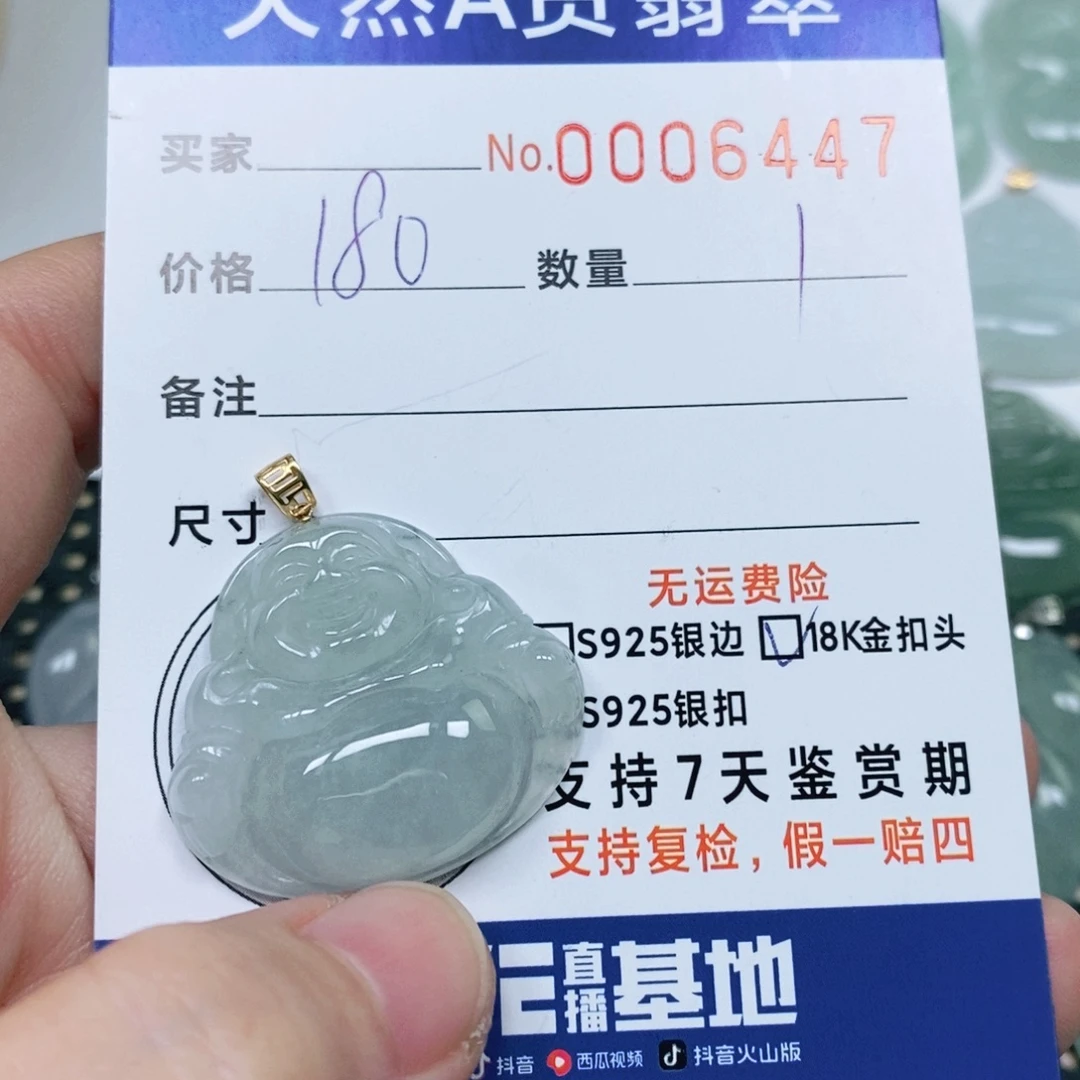 天然A货翡翠
买家 No.0006447
价格 180 数量 1
备注
尺寸
无运费险
S925银边 18K金扣头
S925银扣
支持7天鉴赏期
支持复检，假一赔四
直播基地
抖音 西瓜视频 抖音火山版